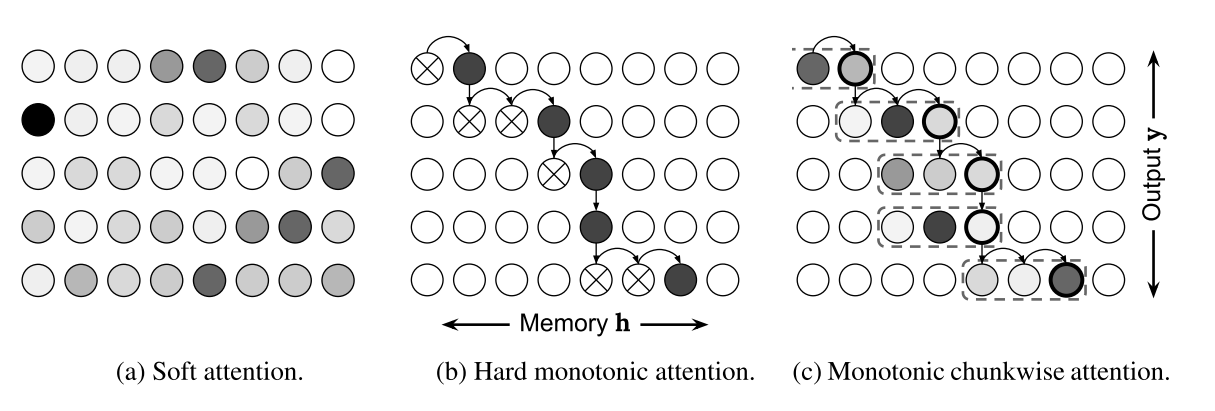 Output y
Memory h
(a) Soft attention.
(b) Hard monotonic attention.
(c) Monotonic chunkwise attention.